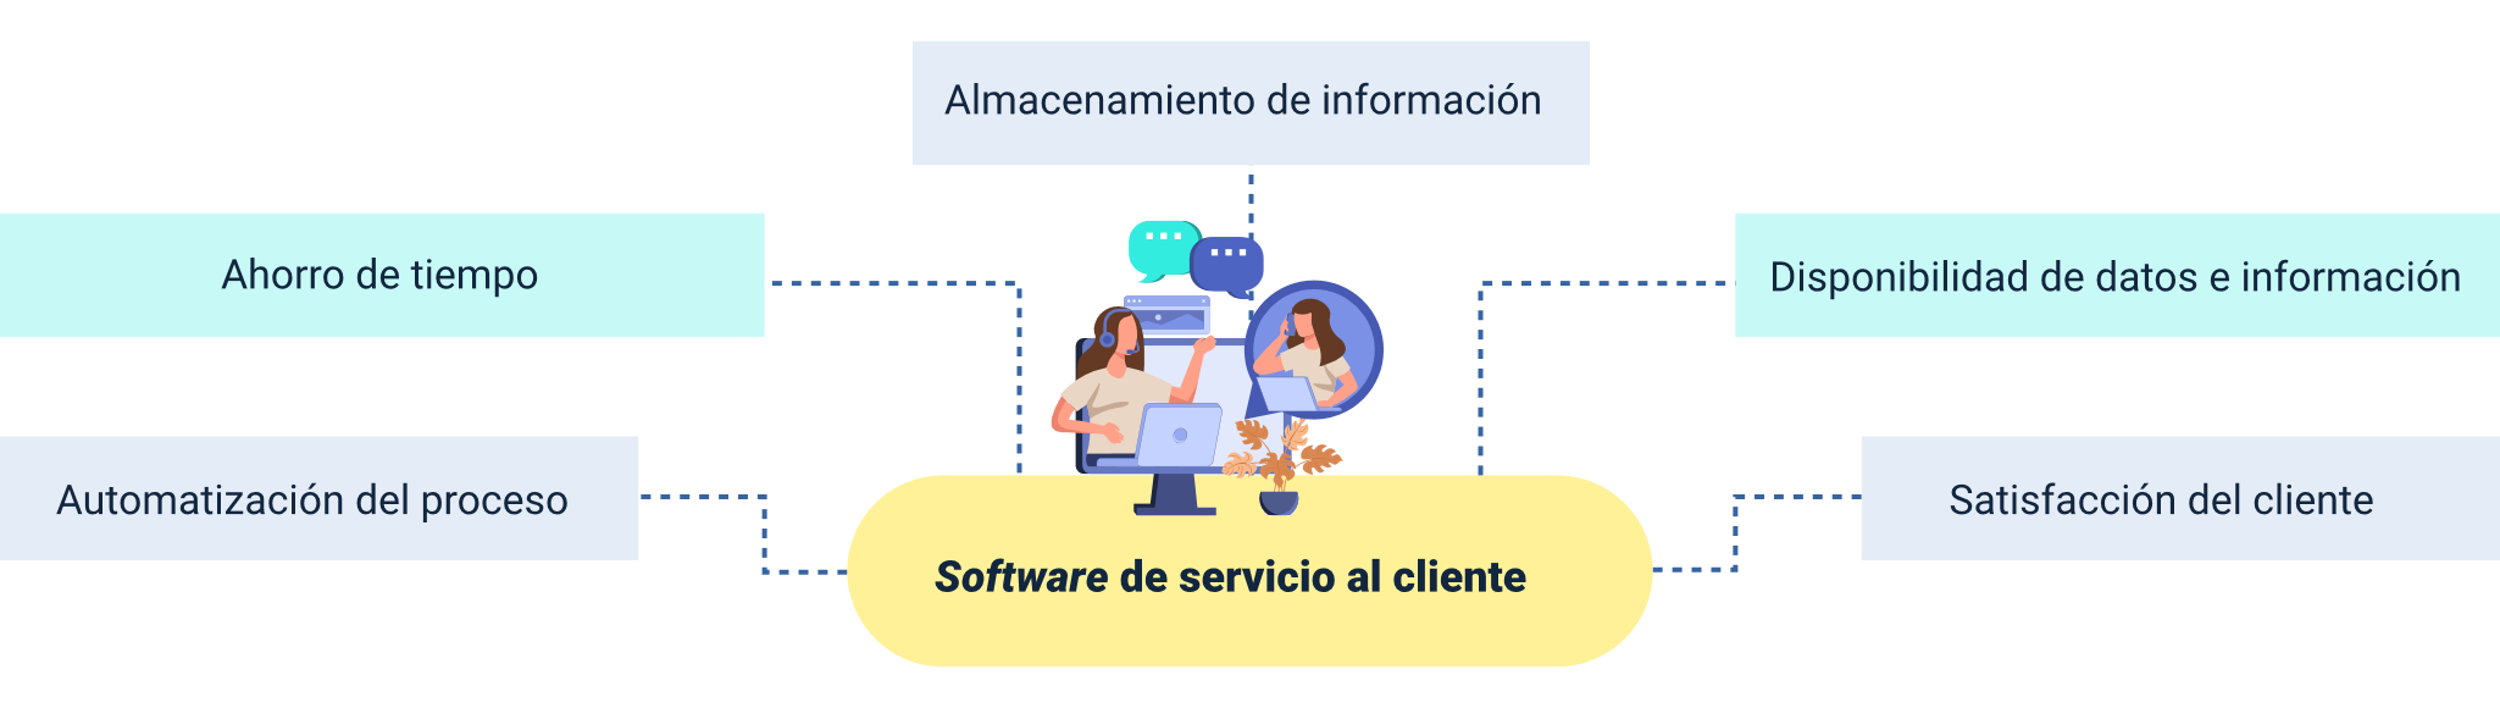 Almacenamiento de información
Ahorro de tiempo
Disponibilidad de datos e información
Automatización del proceso
Satisfacción del cliente
Software de servicio al cliente